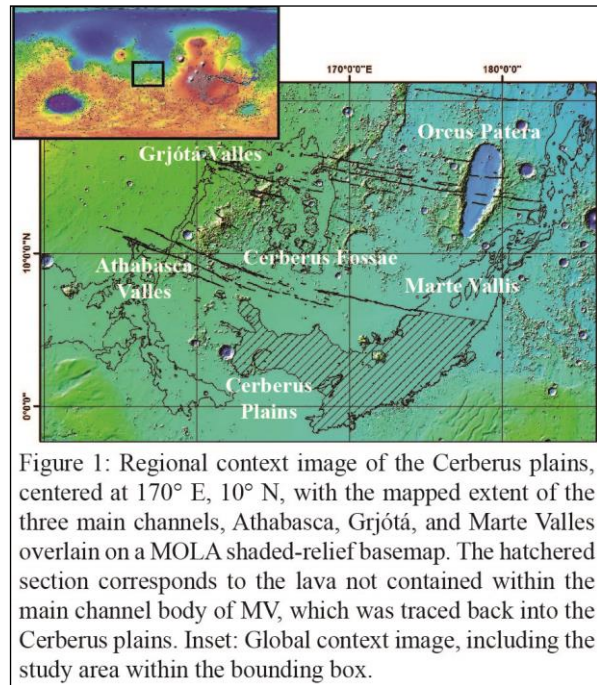 170°0'0"E
180°0'0"
Orcus Patera
Grjótá Valles
10°0'0"N
Cerberus Fossae
Athabasca
Valles
Marte Vallis
Cerberus
Plains
0°0'0"
Figure 1: Regional context image of the Cerberus plains,
centered at 170° E, 10° N, with the mapped extent of the
three main channels, Athabasca, Grjótá, and Marte Valles
overlain on a MOLA shaded-relief basemap. The hatchered
section corresponds to the lava not contained within the
main channel body of MV, which was traced back into the
Cerberus plains. Inset: Global context image, including the
study area within the bounding box.